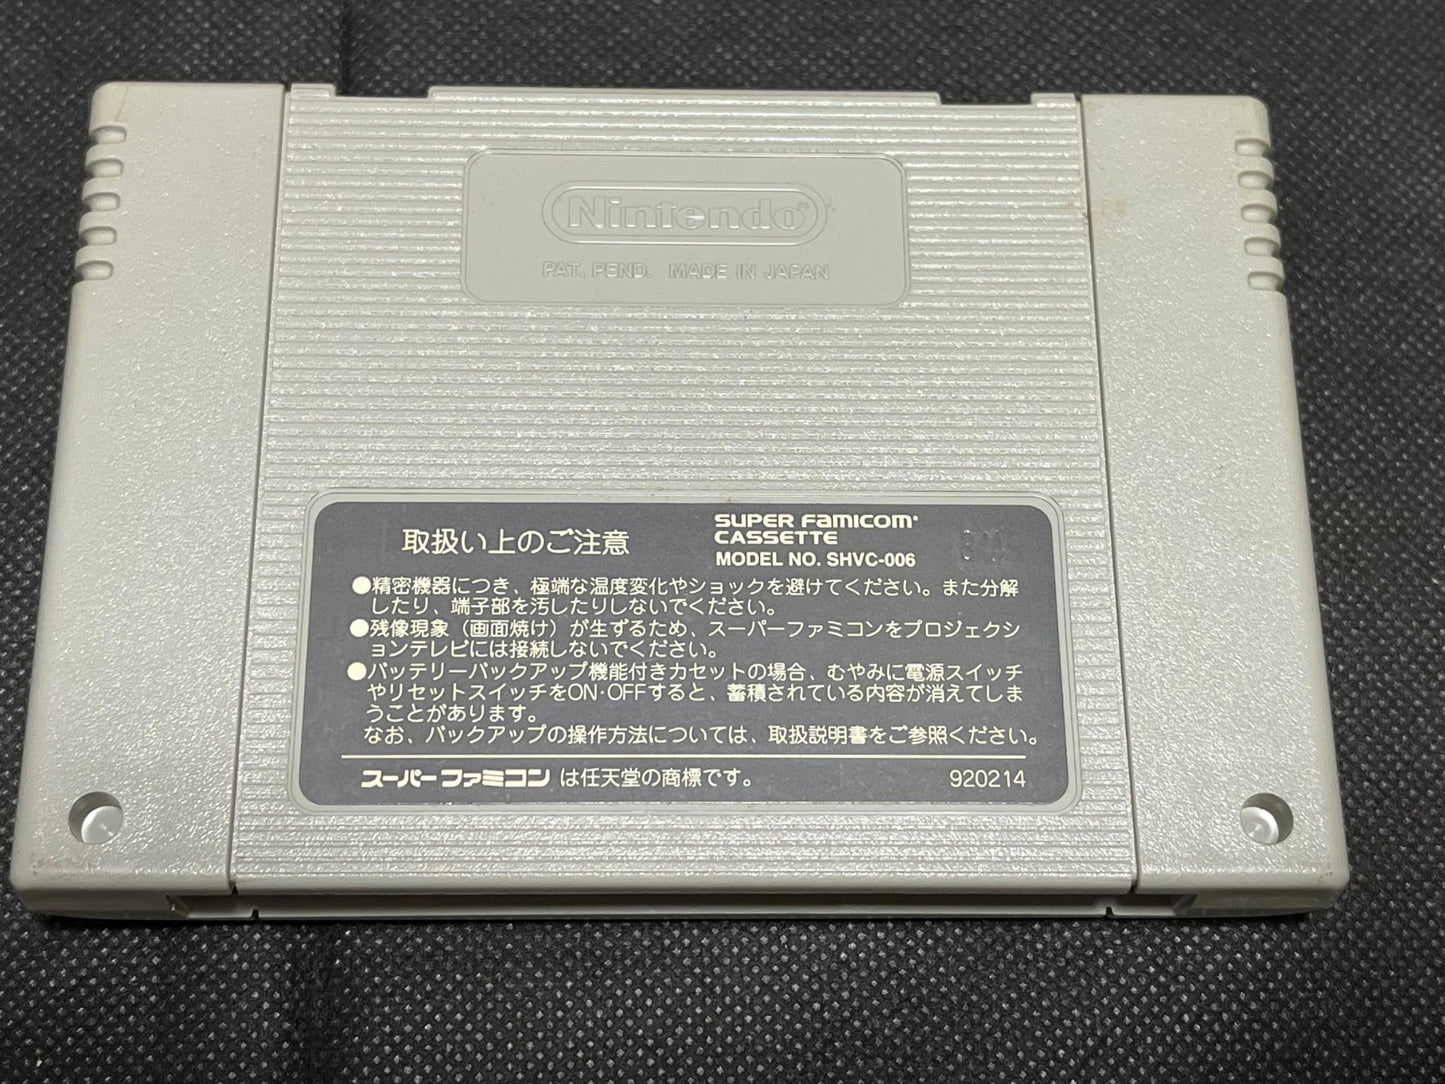 Nintendo®
PAT. PEND. MADE IN JAPAN
取扱い上のご注意
SUPER FAMICOM®
CASSETTE
MODEL NO. SHVC-006
●精密機器につき、極端な温度変化やショックを避けてください。また分解
したり、端子部を汚したりしないでください。
●残像現象（画面焼け）が生ずるため、スーパーファミコンをプロジェクシ
ョンテレビには接続しないでください。
●バッテリーバックアップ機能付きカセットの場合、むやみに電源スイッチ
やリセットスイッチをON·OFFすると、蓄積されている内容が消えてしま
うことがあります。
なお、バックアップの操作方法については、取扱説明書をご参照ください。
スーパーファミコン は任天堂の商標です。
920214